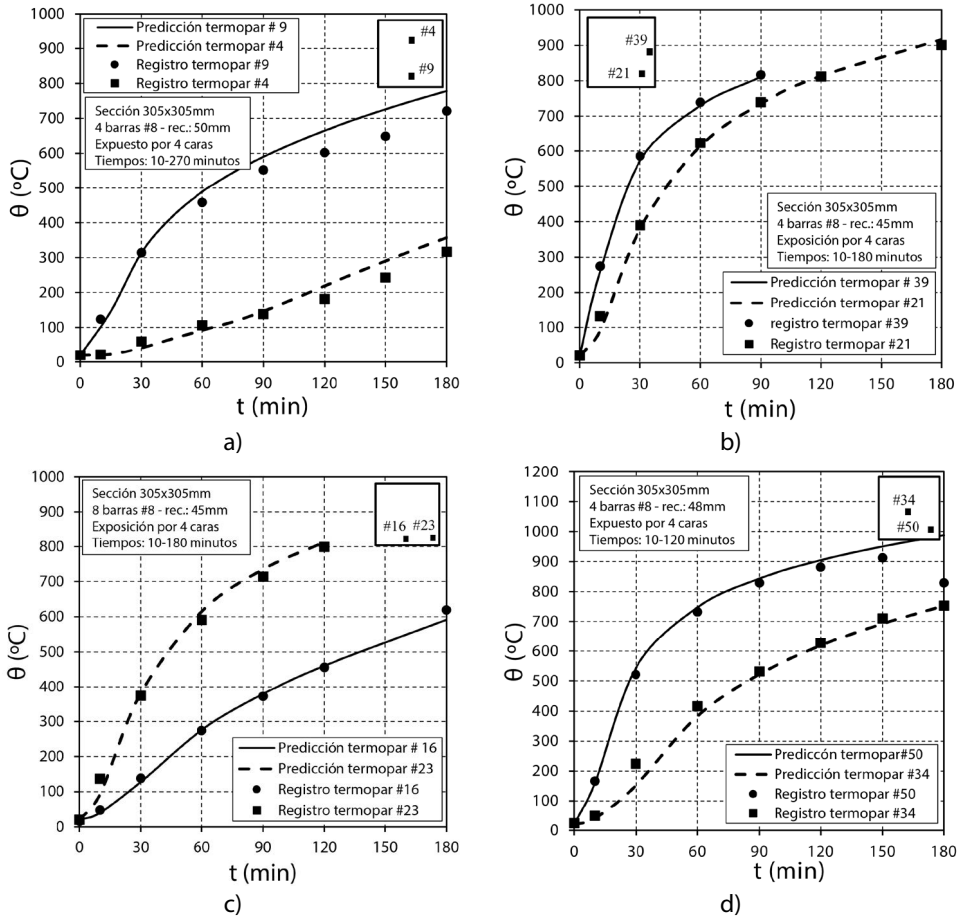 1000
900
800
700
600
500
400
300
200
100
0
θ (ºC)
Predicción termopar # 9
Predicción termopar #4
Registro termopar #9
Registro termopar #4
#4
#9
Sección 305x305mm
4 barras #8 - rec.: 50mm
Expuesto por 4 caras
Tiempos: 10-270 minutos
0 30 60 90 120 150 180
t (min)
a)
1000
900
800
700
600
500
400
300
200
100
0
θ (ºC)
#39
#21
Sección 305x305mm
4 barras #8 - rec.: 45mm
Exposición por 4 caras
Tiempos: 10-180 minutos
Predicción termopar # 39
Predicción termopar #21
registro termopar #39
Registro termopar #21
0 30 60 90 120 150 180
t (min)
b)
1000
900
800
700
600
500
400
300
200
100
0
θ (ºC)
Sección 305x305mm
8 barras #8 - rec.: 45mm
Exposición por 4 caras
Tiempos: 10-180 minutos
#16 #23
Predicción termopar # 16
Predicción termopar #23
Registro termopar #16
Registro termopar #23
0 30 60 90 120 150 180
t (min)
c)
1200
1100
1000
900
800
700
600
500
400
300
200
100
0
θ (ºC)
Sección 305x305mm
4 barras #8 - rec.: 48mm
Expuesto por 4 caras
Tiempos: 10-120 minutos
#34
#50
Prediccón termopar#50
Predicción termopar #34
Registro termopar #50
Registro termopar #34
0 30 60 90 120 150 180
t (min)
d)